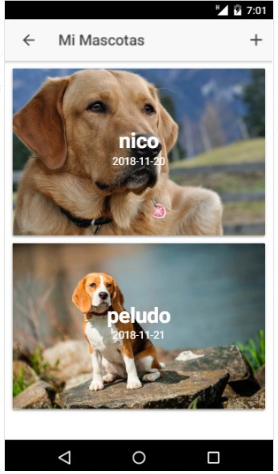 7:01
Mi Mascotas
nico
2018-11-20
peludo
2018-11-21